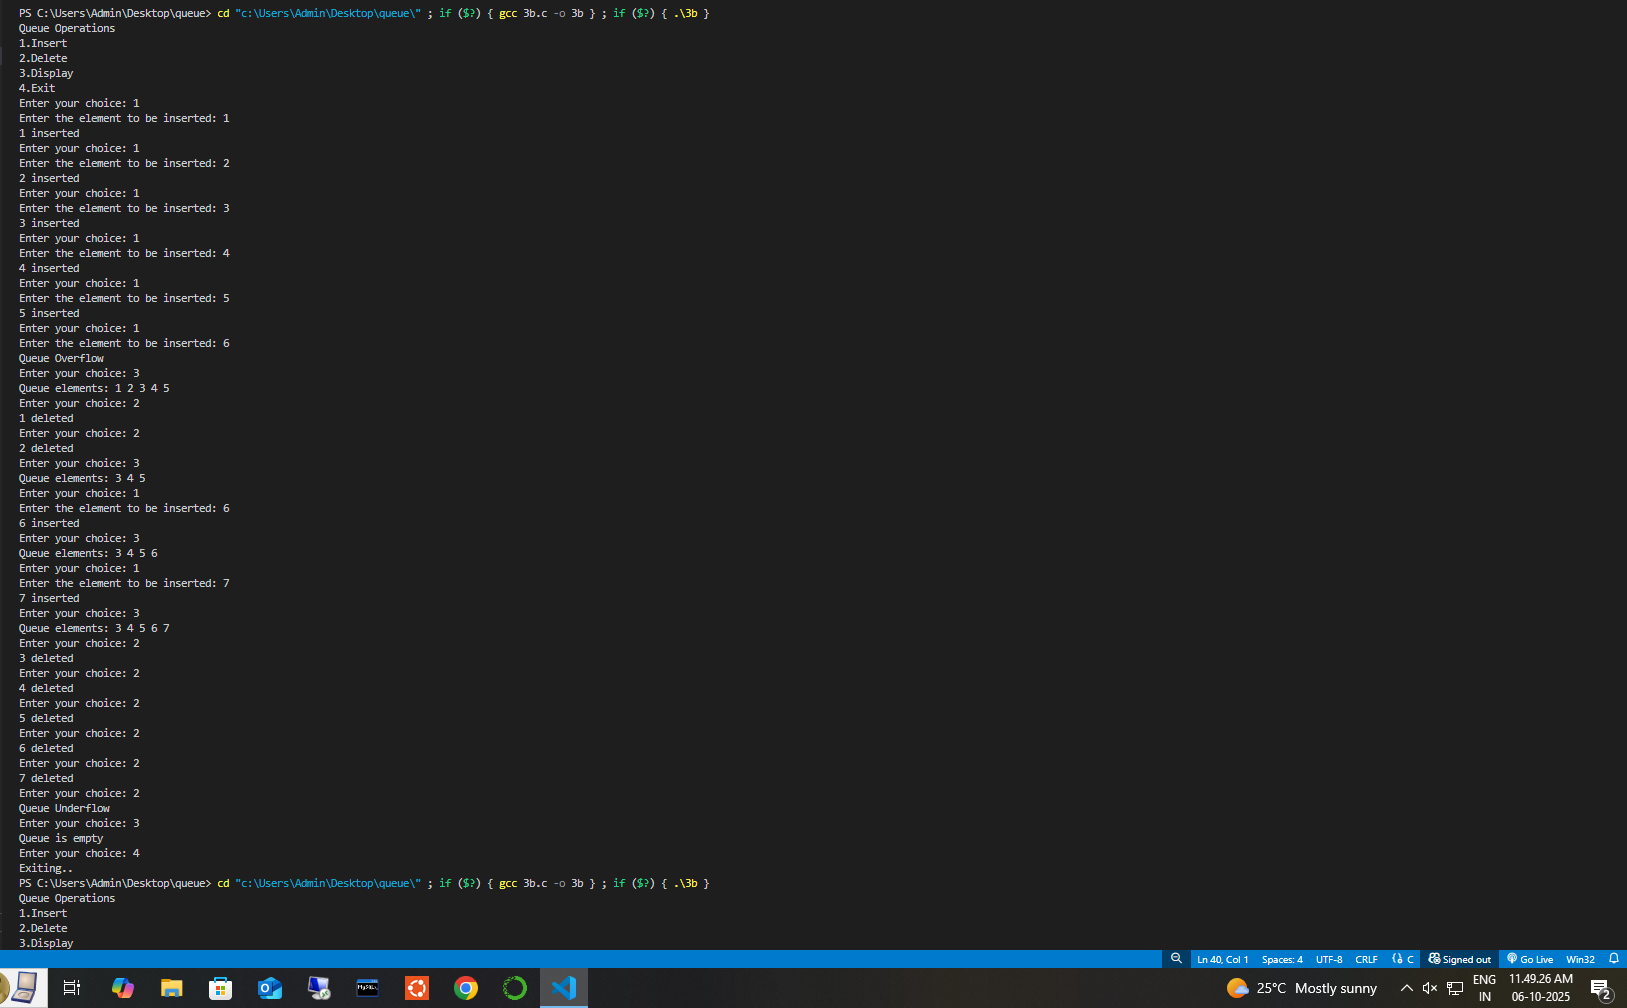 PS C:\Users\Admin\Desktop\queue> cd "c:\Users\Admin\Desktop\queue\" ; if ($?) { gcc 3b.c -o 3b } ; if ($?) { .\3b }
Queue Operations
1.Insert
2.Delete
3.Display
4.Exit
Enter your choice: 1
Enter the element to be inserted: 1
1 inserted
Enter your choice: 1
Enter the element to be inserted: 2
2 inserted
Enter your choice: 1
Enter the element to be inserted: 3
3 inserted
Enter your choice: 1
Enter the element to be inserted: 4
4 inserted
Enter your choice: 1
Enter the element to be inserted: 5
5 inserted
Enter your choice: 1
Enter the element to be inserted: 6
Queue Overflow
Enter your choice: 3
Queue elements: 1 2 3 4 5
Enter your choice: 2
1 deleted
Enter your choice: 2
2 deleted
Enter your choice: 3
Queue elements: 3 4 5
Enter your choice: 1
Enter the element to be inserted: 6
6 inserted
Enter your choice: 3
Queue elements: 3 4 5 6
Enter your choice: 1
Enter the element to be inserted: 7
7 inserted
Enter your choice: 3
Queue elements: 3 4 5 6 7
Enter your choice: 2
3 deleted
Enter your choice: 2
4 deleted
Enter your choice: 2
5 deleted
Enter your choice: 2
6 deleted
Enter your choice: 2
7 deleted
Enter your choice: 2
Queue Underflow
Enter your choice: 3
Queue is empty
Enter your choice: 4
Exiting..
PS C:\Users\Admin\Desktop\queue> cd "c:\Users\Admin\Desktop\queue\" ; if ($?) { gcc 3b.c -o 3b } ; if ($?) { .\3b }
Queue Operations
1.Insert
2.Delete
3.Display
Ln 40, Col 1 Spaces: 4 UTF-8 CRLF C Signed out Go Live Win32
25°C Mostly sunny ENG 11.49.26 AM
IN 06-10-2025 2